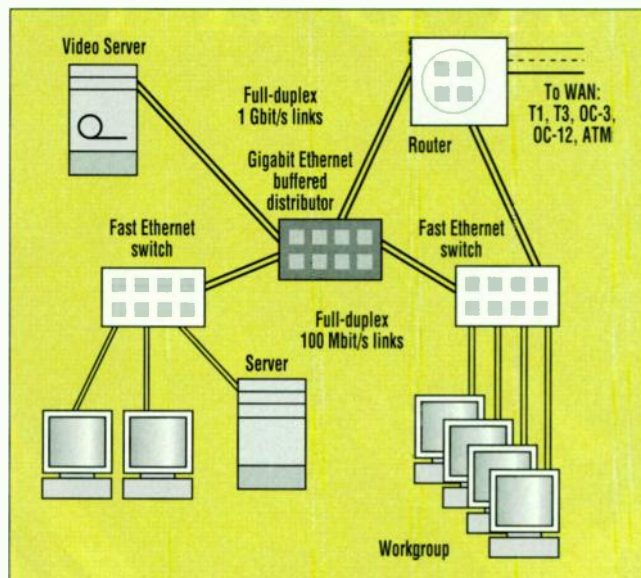 Video Server
Full-duplex
1 Gbit/s links
To WAN:
T1, T3, OC-3,
OC-12, ATM
Router
Gigabit Ethernet
buffered
distributor
Fast Ethernet
switch
Fast Ethernet
switch
Full-duplex
100 Mbit/s links
Server
Workgroup